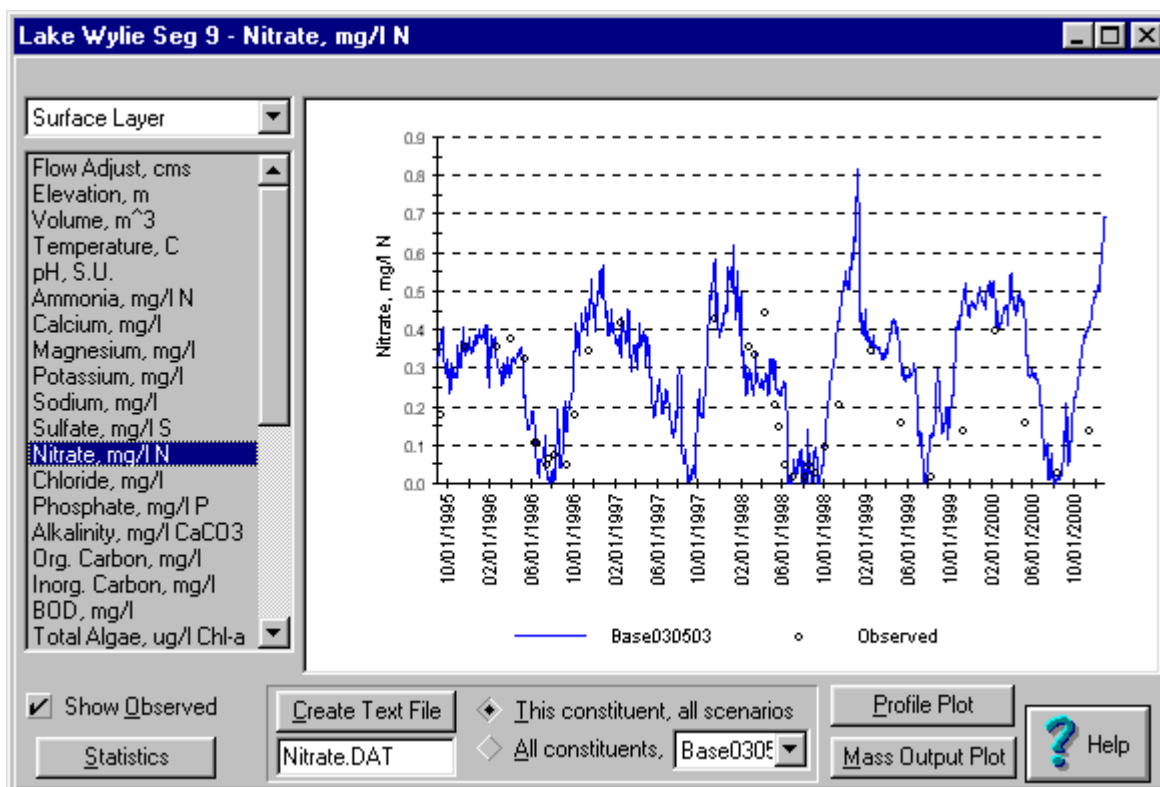 Lake Wylie Seg 9 - Nitrate, mg/l N
Surface Layer
Flow Adjust, cms
Elevation, m
Volume, m^3
Temperature, C
pH, S.U.
Ammonia, mg/l N
Calcium, mg/l
Magnesium, mg/l
Potassium, mg/l
Sodium, mg/l
Sulfate, mg/l S
Nitrate, mg/l N
Chloride, mg/l
Phosphate, mg/l P
Alkalinity, mg/l CaCO3
Org. Carbon, mg/l
Inorg. Carbon, mg/l
BOD, mg/l
Total Algae, ug/l Chl-a
Nitrate, mg/l N
0.9
0.8
0.7
0.6
0.5
0.4
0.3
0.2
0.1
0.0
10/01/1995
02/01/1996
06/01/1996
10/01/1996
02/01/1997
06/01/1997
10/01/1997
02/01/1998
06/01/1998
10/01/1998
02/01/1999
06/01/1999
10/01/1999
02/01/2000
06/01/2000
10/01/2000
Base030503
Observed
Show Observed
Statistics
Create Text File
Nitrate.DAT
This constituent, all scenarios
All constituents,
Base0305
Profile Plot
Mass Output Plot
? Help